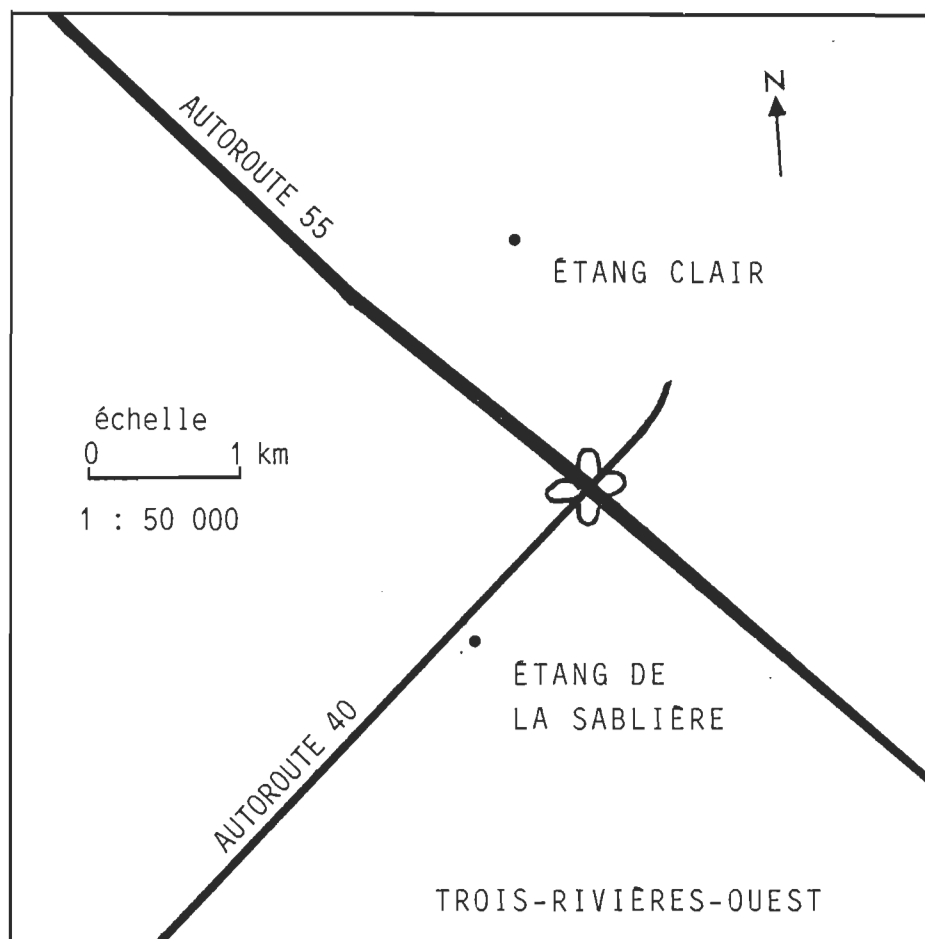 AUTOROUTE 55
N
ÉTANG CLAIR
échelle
0 1 km
1 : 50 000
ÉTANG DE
LA SABLIÈRE
AUTOROUTE 40
TROIS-RIVIÈRES-OUEST